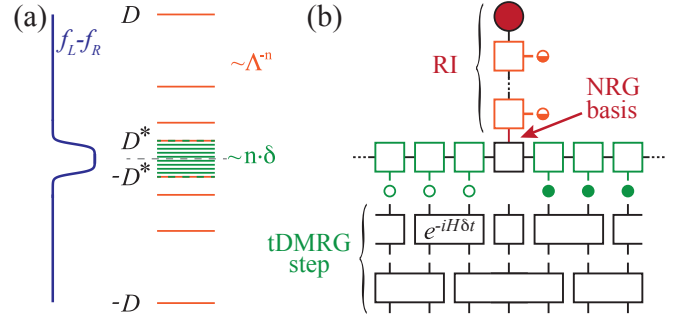 (a)
D
f_L-f_R
~Λ^-n
D*
~n·δ
-D*
-D
(b)
RI
NRG
basis
tDMRG
step
e^-iHδt